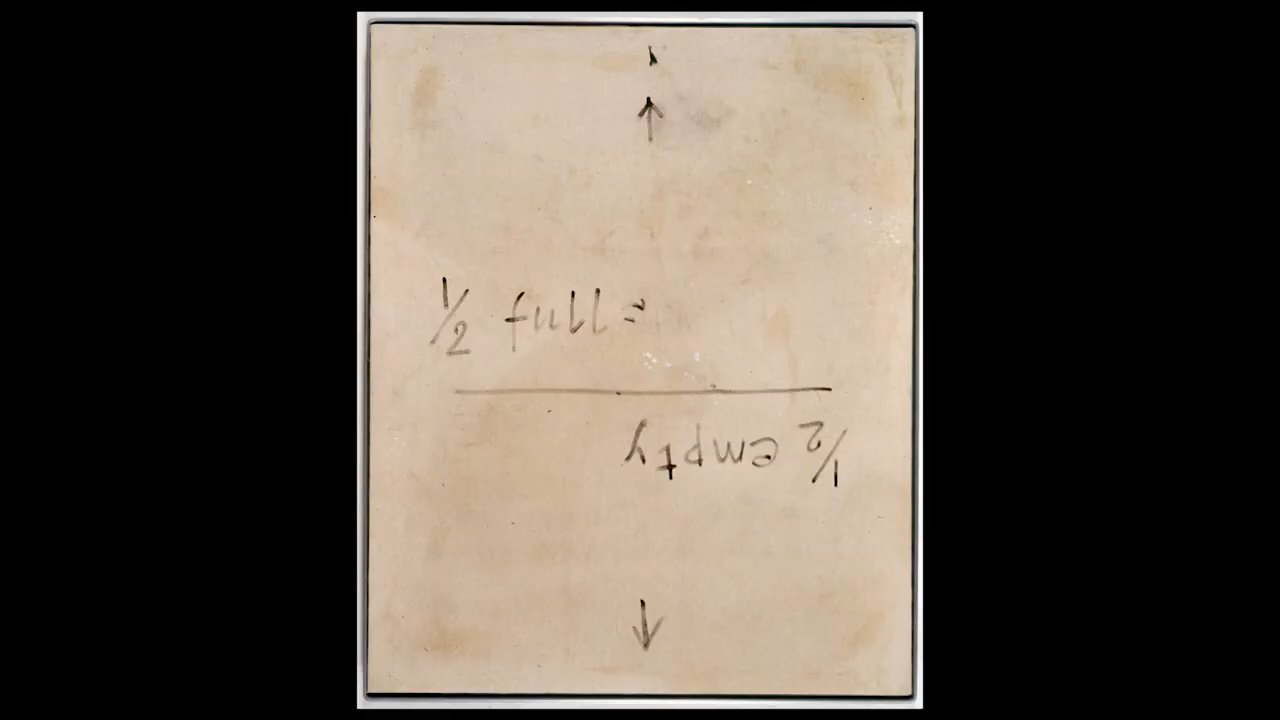 ½ full =
½ empty